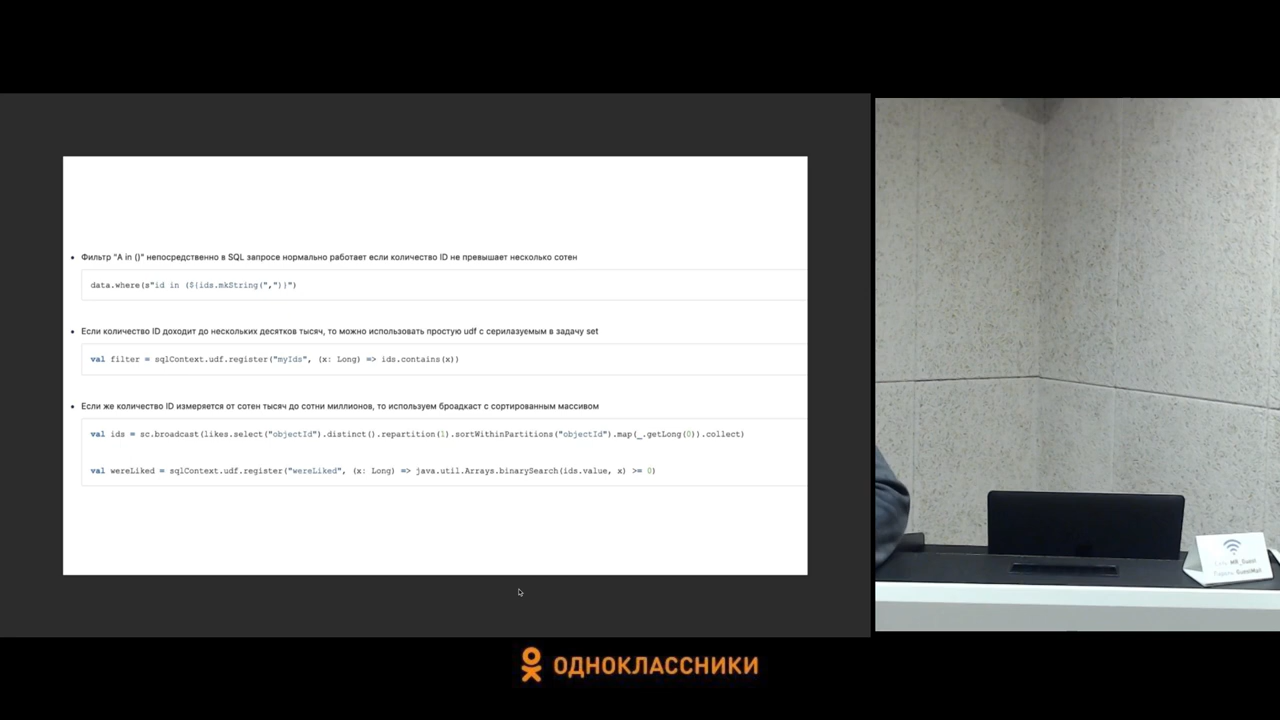 Фильтр "A in ()" непосредственно в SQL запросе нормально работает если количество ID не превышает несколько сотен
data.where(s"id in (${ids.mkString(",")}")
Если количество ID доходит до нескольких десятков тысяч, то можно использовать простую udf с серилазуемым в задачу set
val filter = sqlContext.udf.register("myIds", (x: Long) => ids.contains(x))
Если же количество ID измеряется от сотен тысяч до сотни миллионов, то используем броадкаст с сортированным массивом
val ids = sc.broadcast(likes.select("objectId").distinct().repartition(1).sortWithinPartitions("objectId").map(_.getLong(0)).collect)
val wereLiked = sqlContext.udf.register("wereLiked", (x: Long) => java.util.Arrays.binarySearch(ids.value, x) >= 0)
ОДНОКЛАССНИКИ